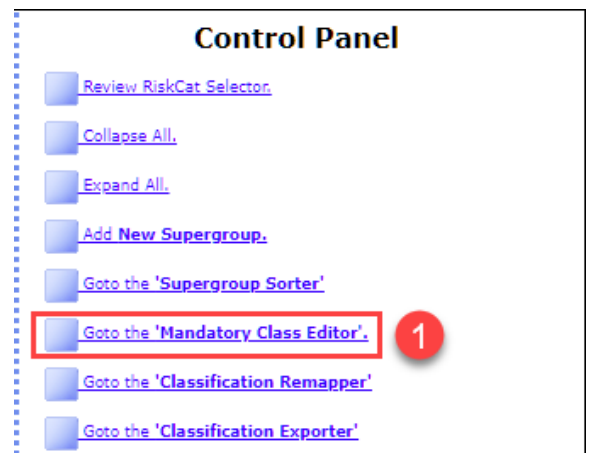 Control Panel
Review RiskCat Selector.
Collapse All.
Expand All.
Add New Supergroup.
Goto the 'Supergroup Sorter'
Goto the 'Mandatory Class Editor'.
1
Goto the 'Classification Remapper'
Goto the 'Classification Exporter'